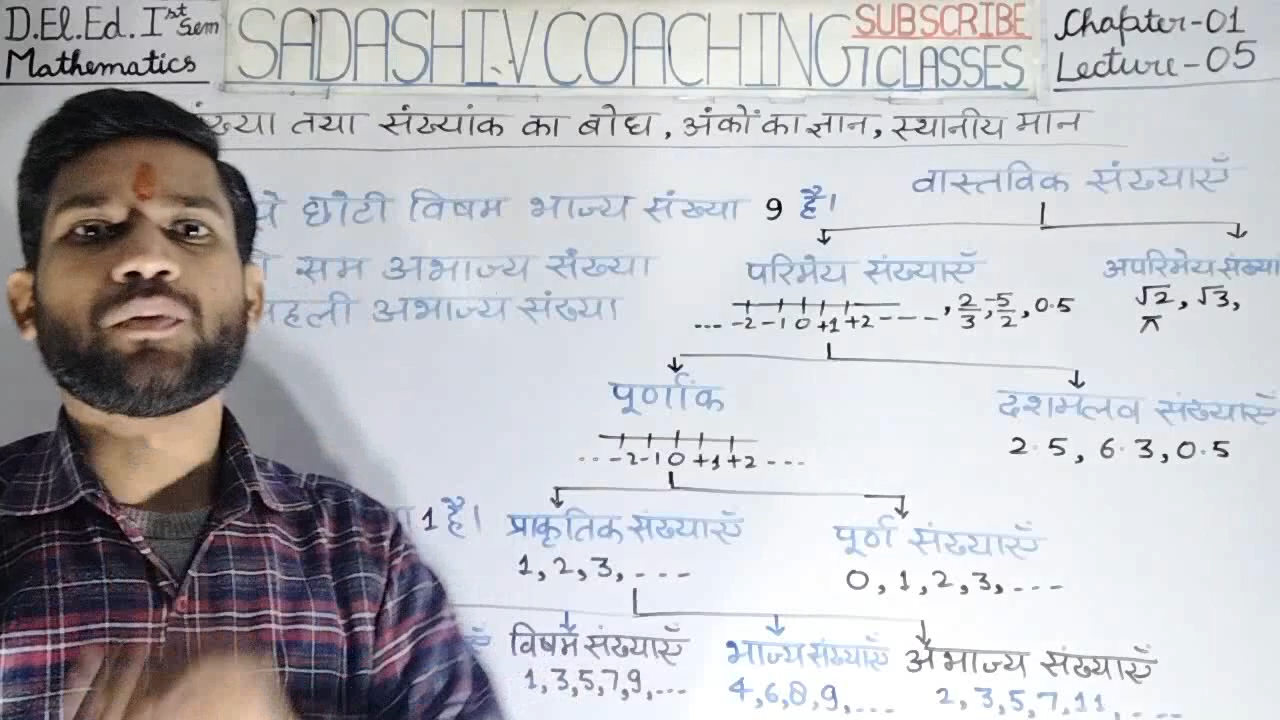 D.El.Ed. Ist Sem
Mathematics
SADASHIV COACHING CLASSES
SUBSCRIBE
Chapter-01
Lecture-05
तथा संख्यांक का बोध, अंकों का ज्ञान, स्थानीय मान
छोटी विषम भाज्य संख्या 9 है।
सम अभाज्य संख्या
अभाज्य संख्या
वास्तविक संख्याएँ
परिमेय संख्याएँ
अपरिमेय संख्या
... -2 -1 0 +1 +2 ----, 2/3, -5/2, 0.5
√2, √3,
π
पूर्णांक
दशमलव संख्याएँ
.. -2 -1 0 +1 +2 ---
2.5, 6.3, 0.5
1 है।
प्राकृतिक संख्याएँ
पूर्ण संख्याएँ
1, 2, 3, ----
0, 1, 2, 3, ---
विषम संख्याएँ
भाज्य संख्याएँ
अभाज्य संख्याएँ
1, 3, 5, 7, 9, ...
4, 6, 8, 9, ...
2, 3, 5, 7, 11, ----